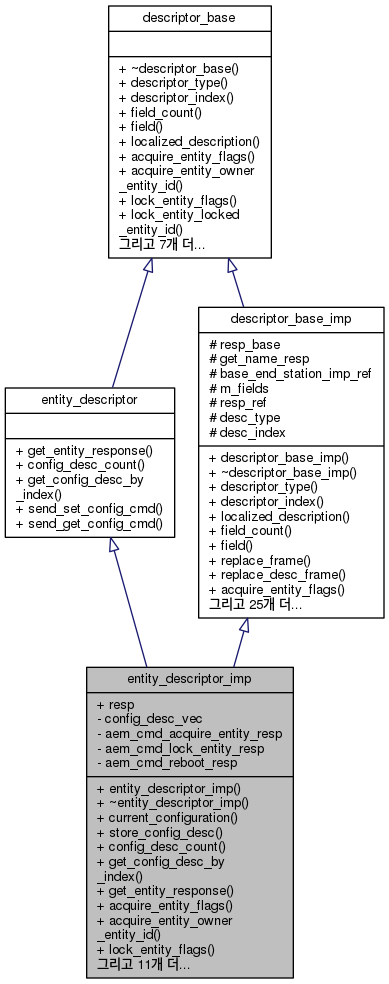 descriptor_base
+ ~descriptor_base()
+ descriptor_type()
+ descriptor_index()
+ field_count()
+ field()
+ localized_description()
+ acquire_entity_flags()
+ acquire_entity_owner
_entity_id()
+ lock_entity_flags()
+ lock_entity_locked
_entity_id()
그리고 7개 더...
descriptor_base_imp
# resp_base
# get_name_resp
# base_end_station_imp_ref
# m_fields
# resp_ref
# desc_type
# desc_index
+ descriptor_base_imp()
+ ~descriptor_base_imp()
+ descriptor_type()
+ descriptor_index()
+ localized_description()
+ field_count()
+ field()
+ replace_frame()
+ replace_desc_frame()
+ acquire_entity_flags()
그리고 25개 더...
entity_descriptor
+ get_entity_response()
+ config_desc_count()
+ get_config_desc_by
_index()
+ send_set_config_cmd()
+ send_get_config_cmd()
entity_descriptor_imp
+ resp
- config_desc_vec
- aem_cmd_acquire_entity_resp
- aem_cmd_lock_entity_resp
- aem_cmd_reboot_resp
+ entity_descriptor_imp()
+ ~entity_descriptor_imp()
+ current_configuration()
+ store_config_desc()
+ config_desc_count()
+ get_config_desc_by
_index()
+ get_entity_response()
+ acquire_entity_flags()
+ acquire_entity_owner
_entity_id()
+ lock_entity_flags()
그리고 11개 더...